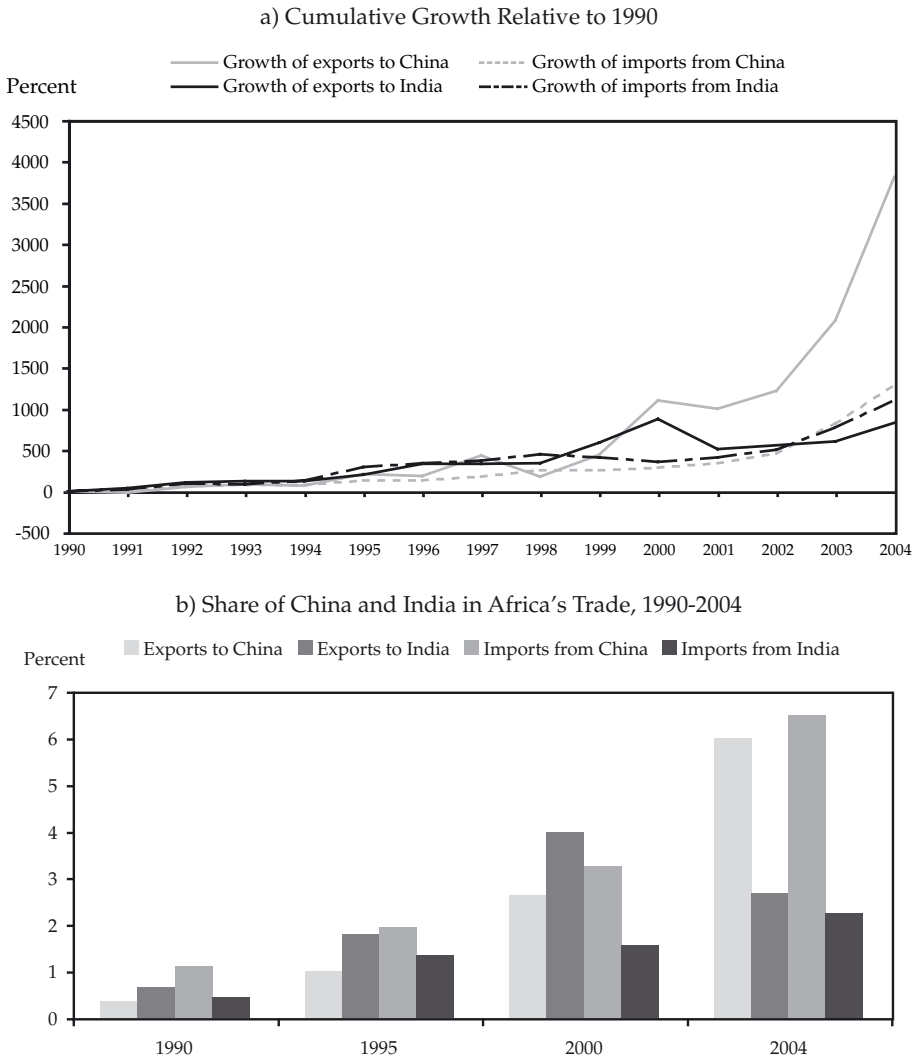 a) Cumulative Growth Relative to 1990
Growth of exports to China Growth of imports from China
Percent Growth of exports to India Growth of imports from India
4500
4000
3500
3000
2500
2000
1500
1000
500
0
-500
1990 1991 1992 1993 1994 1995 1996 1997 1998 1999 2000 2001 2002 2003 2004
b) Share of China and India in Africa's Trade, 1990-2004
Percent Exports to China Exports to India Imports from China Imports from India
7
6
5
4
3
2
1
0
1990 1995 2000 2004